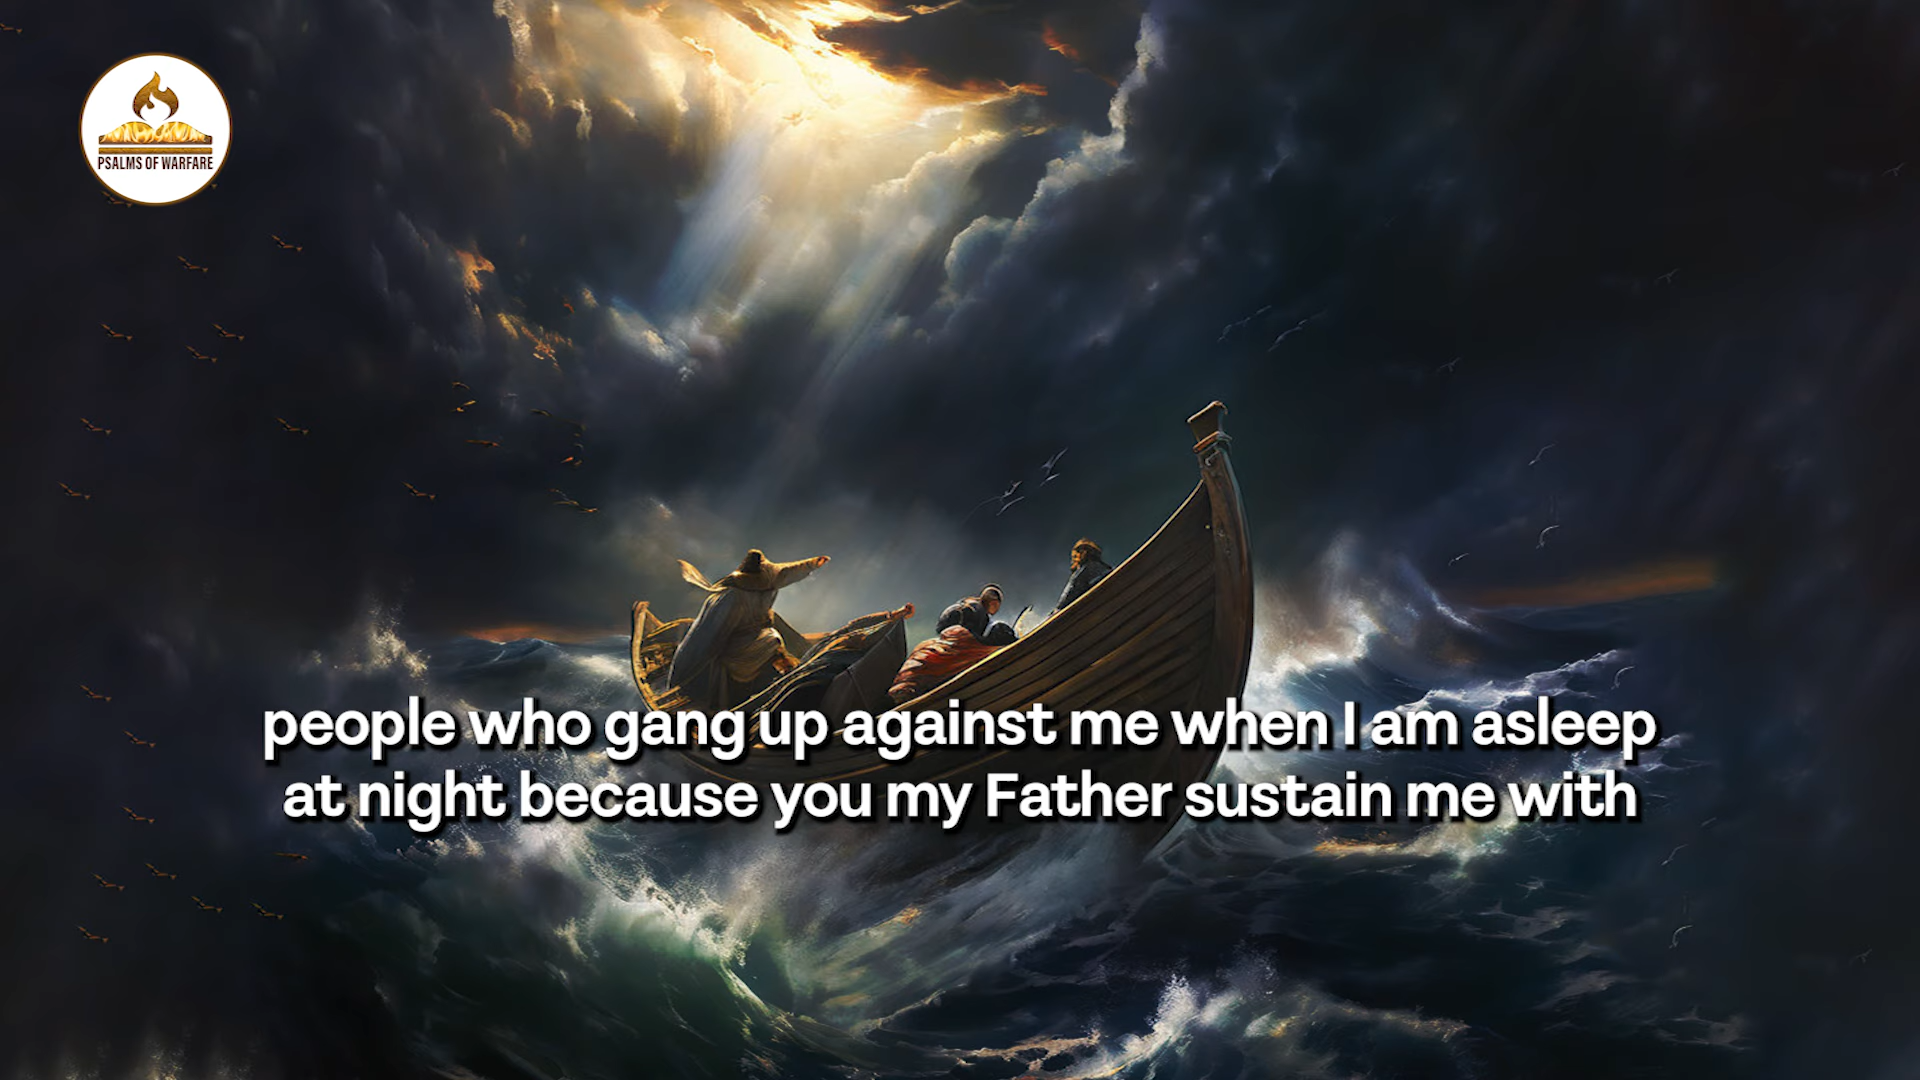 PSALMS OF WARFARE
people who gang up against me when I am asleep
at night because you my Father sustain me with